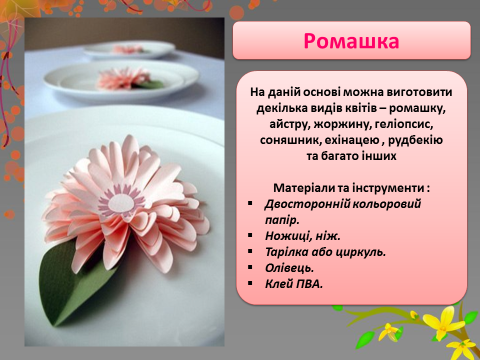 Ромашка
На даній основі можна виготовити
декілька видів квітів – ромашку,
айстру, жоржину, геліопсис,
соняшник, ехінацею , рудбекію
та багато інших
Матеріали та інструменти :
▪ Двосторонній кольоровий
папір.
▪ Ножиці, ніж.
▪ Тарілка або циркуль.
▪ Олівець.
▪ Клей ПВА.